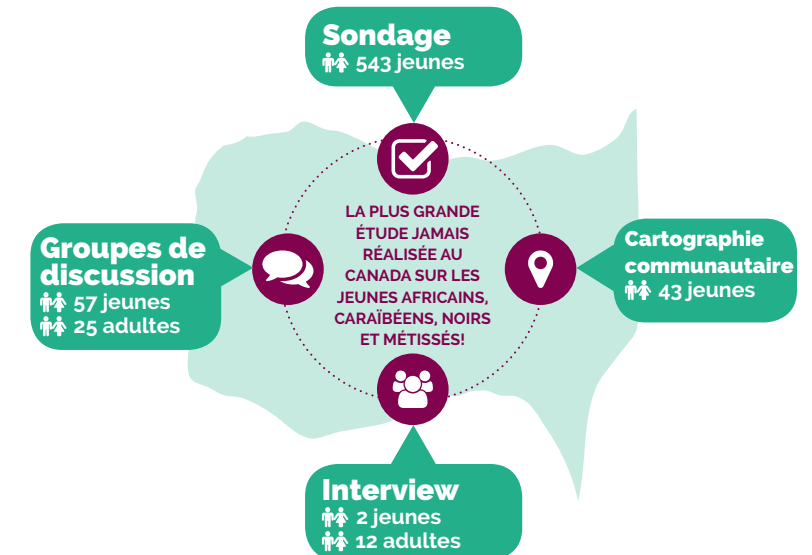 Sondage
543 jeunes
LA PLUS GRANDE
ÉTUDE JAMAIS
RÉALISÉE AU
CANADA SUR LES
JEUNES AFRICAINS,
CARAÏBÉENS, NOIRS
ET MÉTISSÉS!
Groupes de
discussion
57 jeunes
25 adultes
Cartographie
communautaire
43 jeunes
Interview
2 jeunes
12 adultes